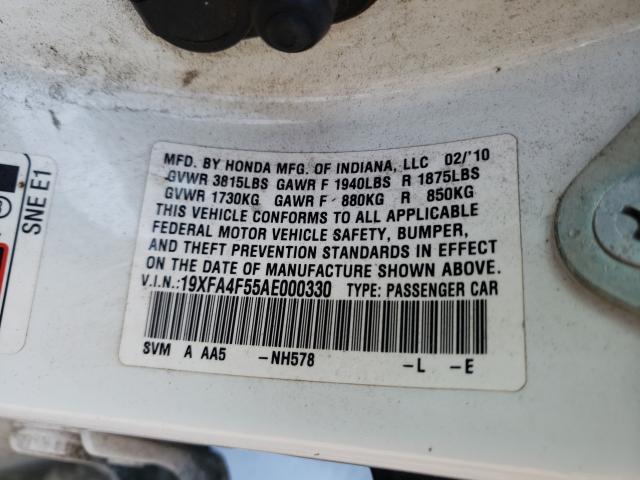 MFD. BY HONDA MFG. OF INDIANA, LLC 02/'10
GVWR 3815LBS GAWR F 1940LBS R 1875LBS
GVWR 1730KG GAWR F 880KG R 850KG
THIS VEHICLE CONFORMS TO ALL APPLICABLE
FEDERAL MOTOR VEHICLE SAFETY, BUMPER,
AND THEFT PREVENTION STANDARDS IN EFFECT
ON THE DATE OF MANUFACTURE SHOWN ABOVE.
V.I.N.:19XFA4F55AE000330 TYPE: PASSENGER CAR
SVM A AA5 -NH578 -L -E
SNE E1